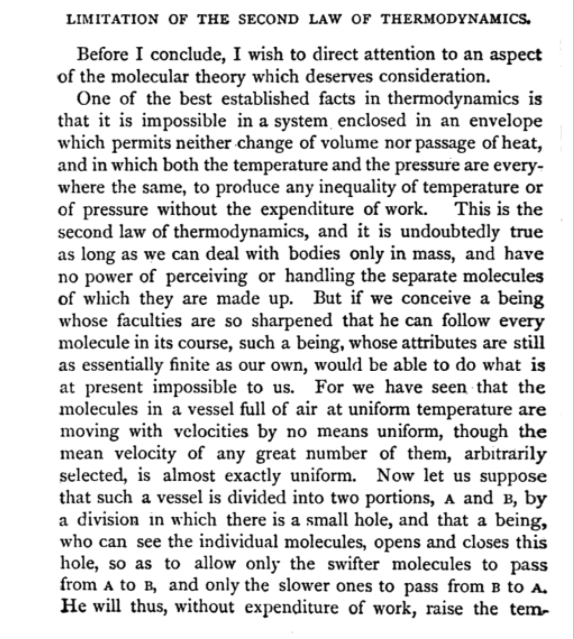 LIMITATION OF THE SECOND LAW OF THERMODYNAMICS.
Before I conclude, I wish to direct attention to an aspect
of the molecular theory which deserves consideration.
One of the best established facts in thermodynamics is
that it is impossible in a system enclosed in an envelope
which permits neither change of volume nor passage of heat,
and in which both the temperature and the pressure are every-
where the same, to produce any inequality of temperature or
of pressure without the expenditure of work. This is the
second law of thermodynamics, and it is undoubtedly true
as long as we can deal with bodies only in mass, and have
no power of perceiving or handling the separate molecules
of which they are made up. But if we conceive a being
whose faculties are so sharpened that he can follow every
molecule in its course, such a being, whose attributes are still
as essentially finite as our own, would be able to do what is
at present impossible to us. For we have seen that the
molecules in a vessel full of air at uniform temperature are
moving with velocities by no means uniform, though the
mean velocity of any great number of them, arbitrarily
selected, is almost exactly uniform. Now let us suppose
that such a vessel is divided into two portions, A and B, by
a division in which there is a small hole, and that a being,
who can see the individual molecules, opens and closes this
hole, so as to allow only the swifter molecules to pass
from A to B, and only the slower ones to pass from B to A.
He will thus, without expenditure of work, raise the tem-